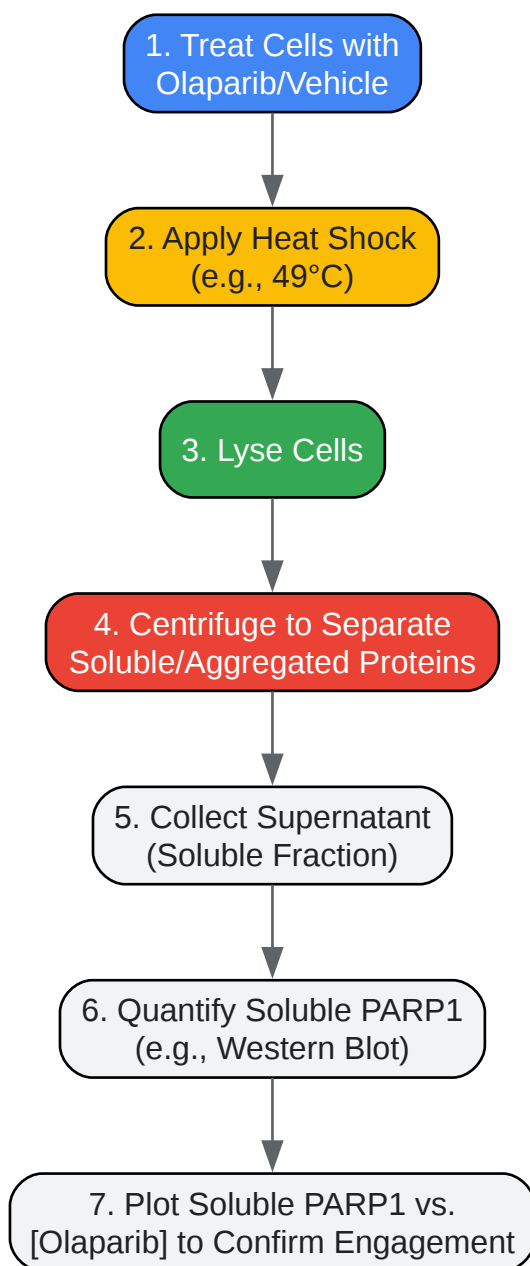 1. Treat Cells with
Olaparib/Vehicle
2. Apply Heat Shock
(e.g., 49°C)
3. Lyse Cells
4. Centrifuge to Separate
Soluble/Aggregated Proteins
5. Collect Supernatant
(Soluble Fraction)
6. Quantify Soluble PARP1
(e.g., Western Blot)
7. Plot Soluble PARP1 vs.
[Olaparib] to Confirm Engagement